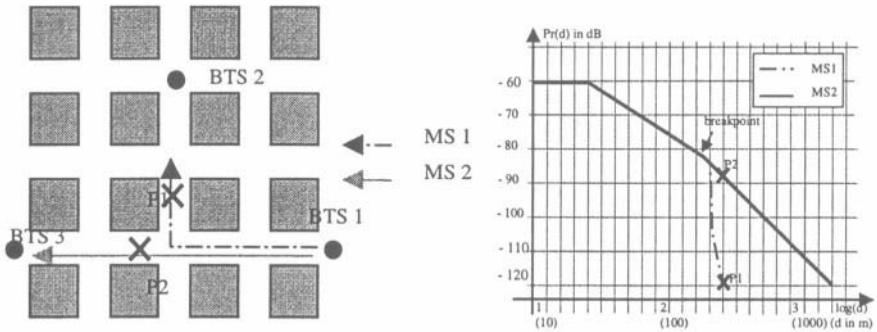 BTS 2
MS 1
MS 2
P1
BTS 1
BTS 3
P2
Pr(d) in dB
MS1
MS2
- 60
- 70
- 80
- 90
- 100
- 110
- 120
breakpoint
P2
P1
1 2 3 log(d)
(10) (100) (1000) (d in m)